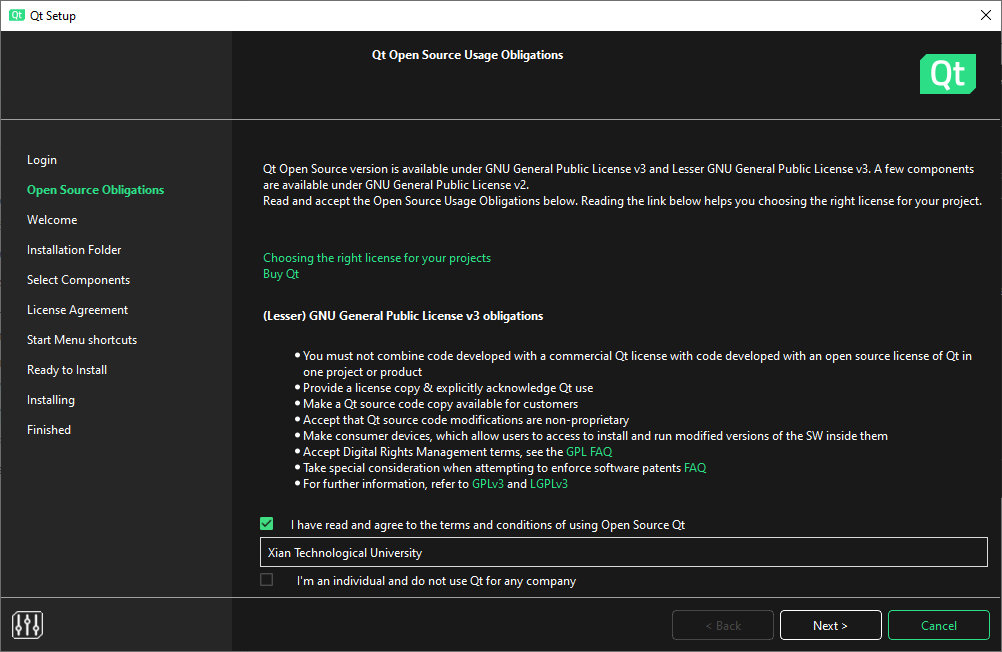 Qt Qt Setup
Qt Open Source Usage Obligations
Qt
Login
Open Source Obligations
Welcome
Installation Folder
Select Components
License Agreement
Start Menu shortcuts
Ready to Install
Installing
Finished
Qt Open Source version is available under GNU General Public License v3 and Lesser GNU General Public License v3. A few components
are available under GNU General Public License v2.
Read and accept the Open Source Usage Obligations below. Reading the link below helps you choosing the right license for your project.
Choosing the right license for your projects
Buy Qt
(Lesser) GNU General Public License v3 obligations
• You must not combine code developed with a commercial Qt license with code developed with an open source license of Qt in
one project or product
• Provide a license copy & explicitly acknowledge Qt use
• Make a Qt source code copy available for customers
• Accept that Qt source code modifications are non-proprietary
• Make consumer devices, which allow users to access to install and run modified versions of the SW inside them
• Accept Digital Rights Management terms, see the GPL FAQ
• Take special consideration when attempting to enforce software patents FAQ
• For further information, refer to GPLv3 and LGPLv3
I have read and agree to the terms and conditions of using Open Source Qt
Xian Technological University
I'm an individual and do not use Qt for any company
< Back
Next >
Cancel